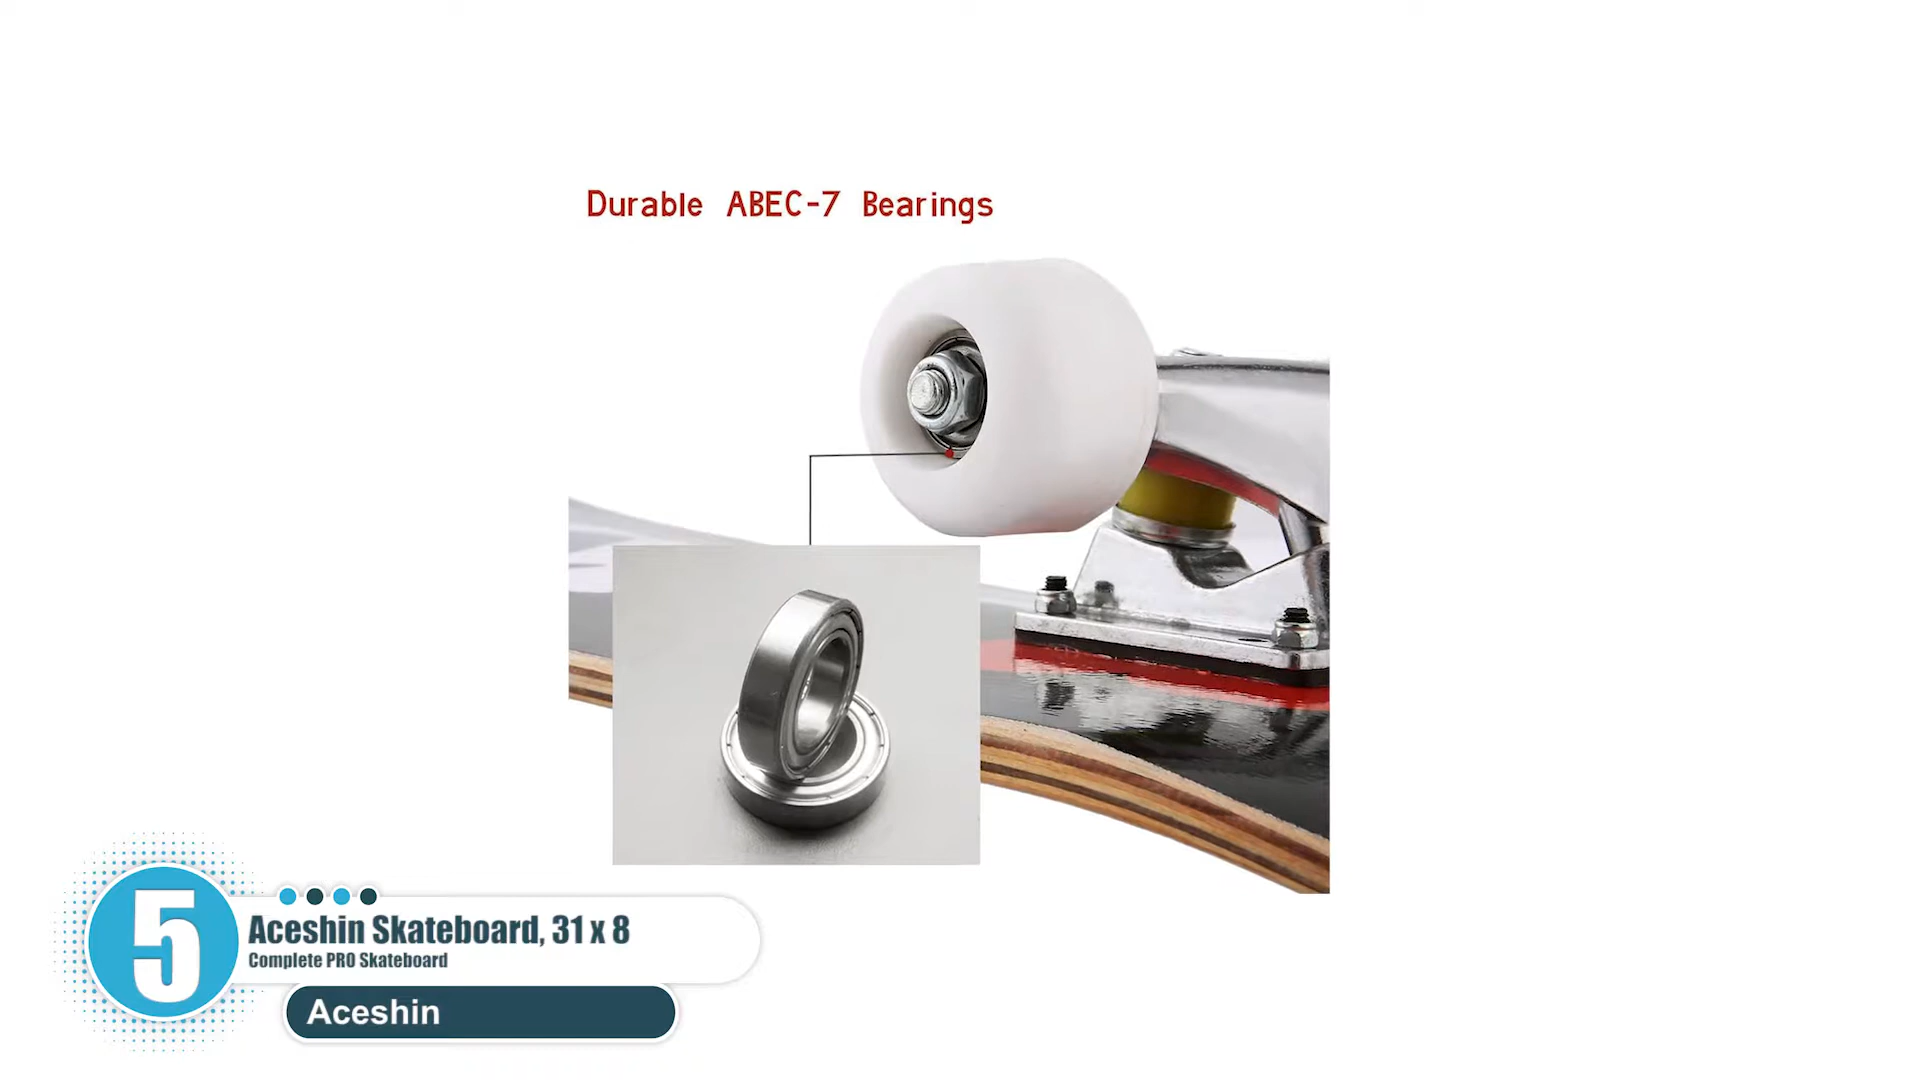 Durable ABEC-7 Bearings
5
Aceshin Skateboard, 31 x 8
Complete PRO Skateboard
Aceshin